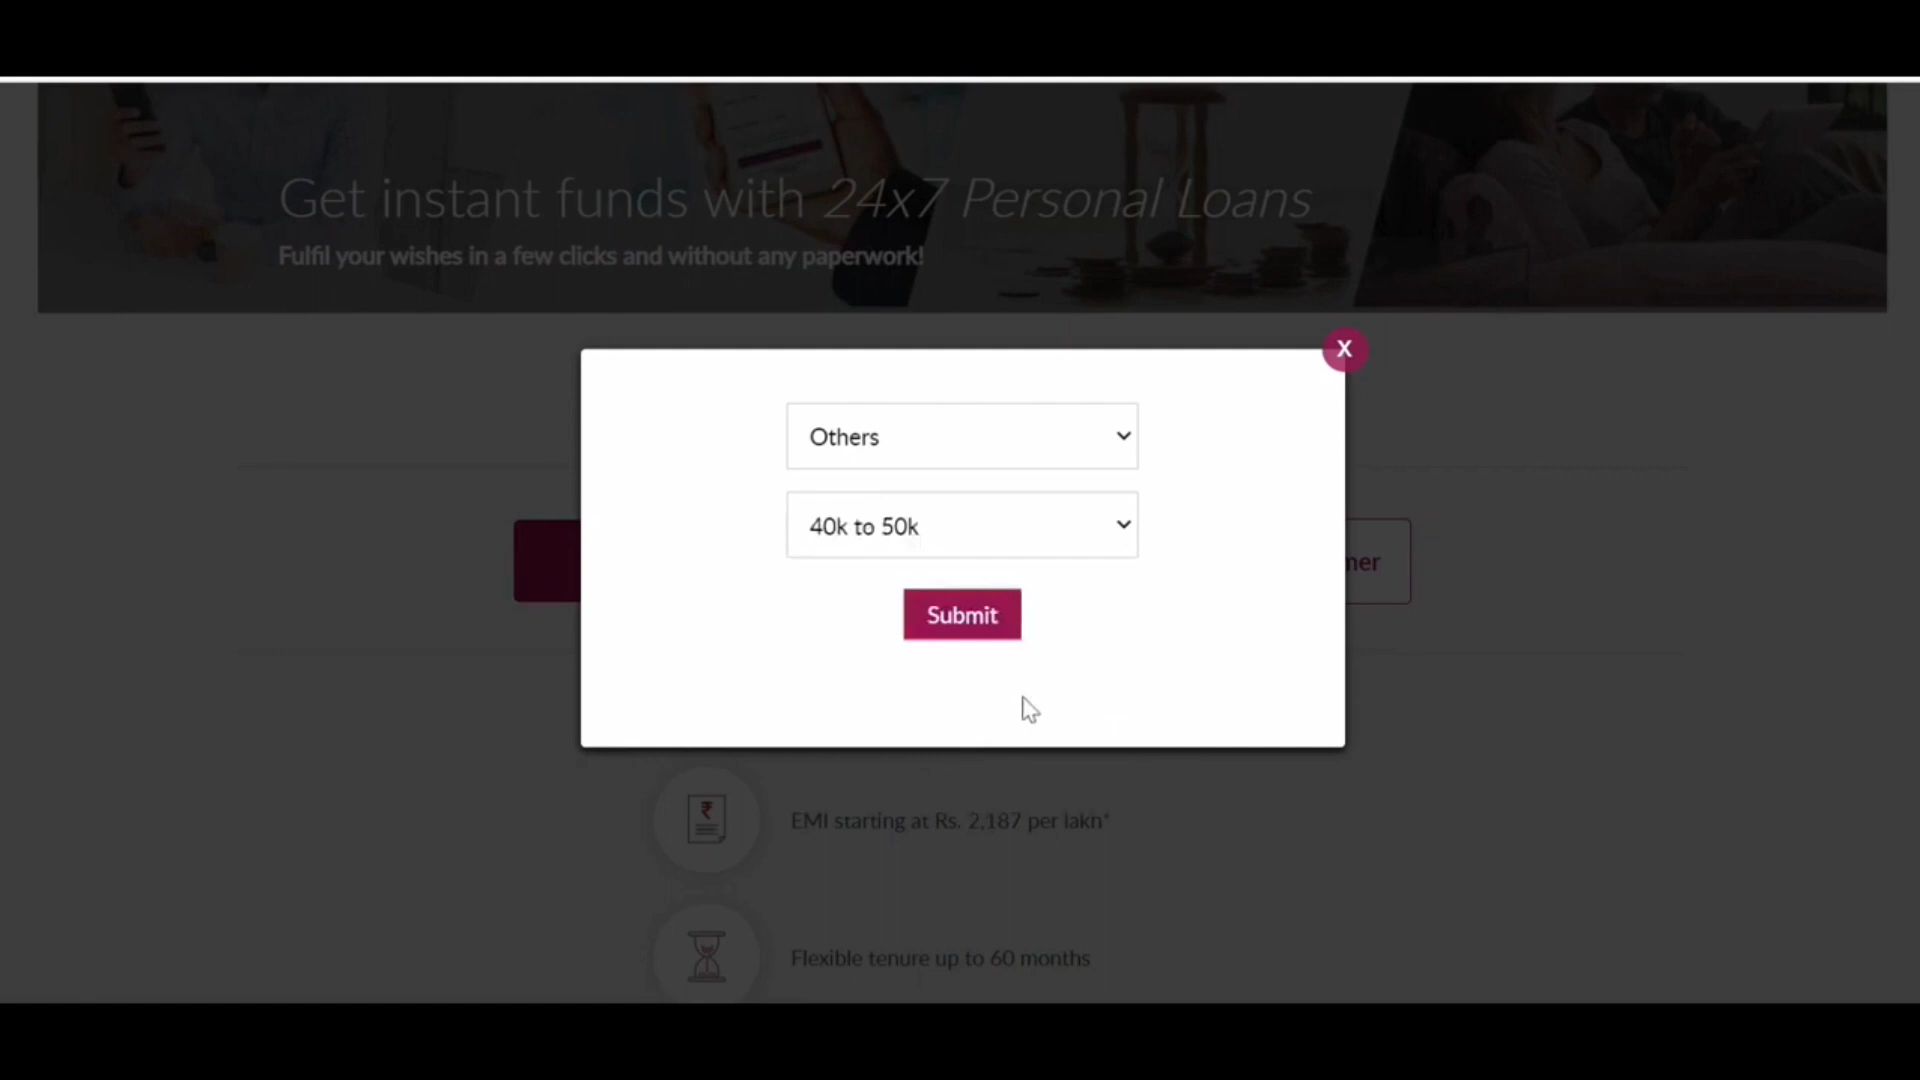 Get instant funds with 24x7 Personal Loans
Fulfil your wishes in a few clicks and without any paperwork!
X
Others
40k to 50k
Submit
EMI starting at Rs. 2,187 per lakh*
Flexible tenure up to 60 months